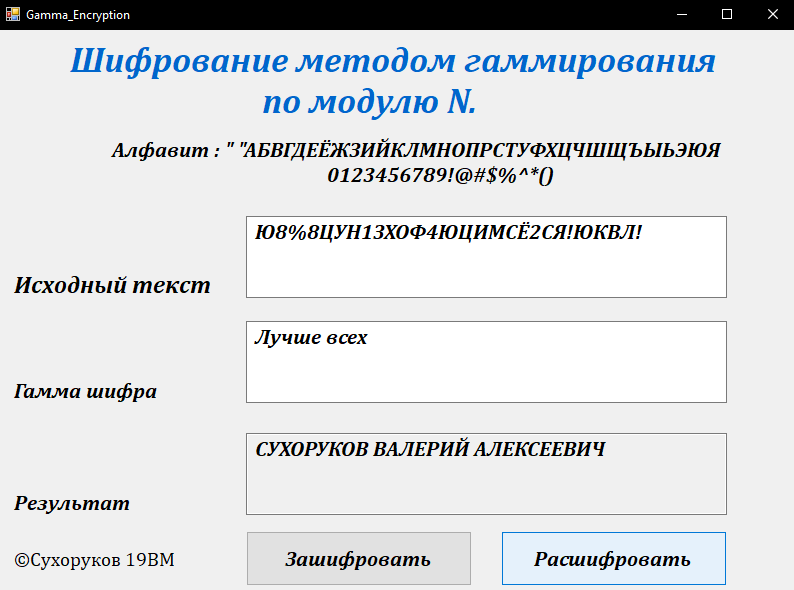 Gamma_Encryption
Шифрование методом гаммирования
по модулю N.
Алфавит : " "АБВГДЕЁЖЗИЙКЛМНОПРСТУФХЦЧШЩЪЫЬЭЮЯ
0123456789!@#$%^*()
Ю8%8ЦУН1ЗХОФ4ЮЦИМСЁ2СЯ!ЮКВЛ!
Исходный текст
Лучше всех
Гамма шифра
СУХОРУКОВ ВАЛЕРИЙ АЛЕКСЕЕВИЧ
Результат
©Сухоруков 19ВМ
Зашифровать
Расшифровать